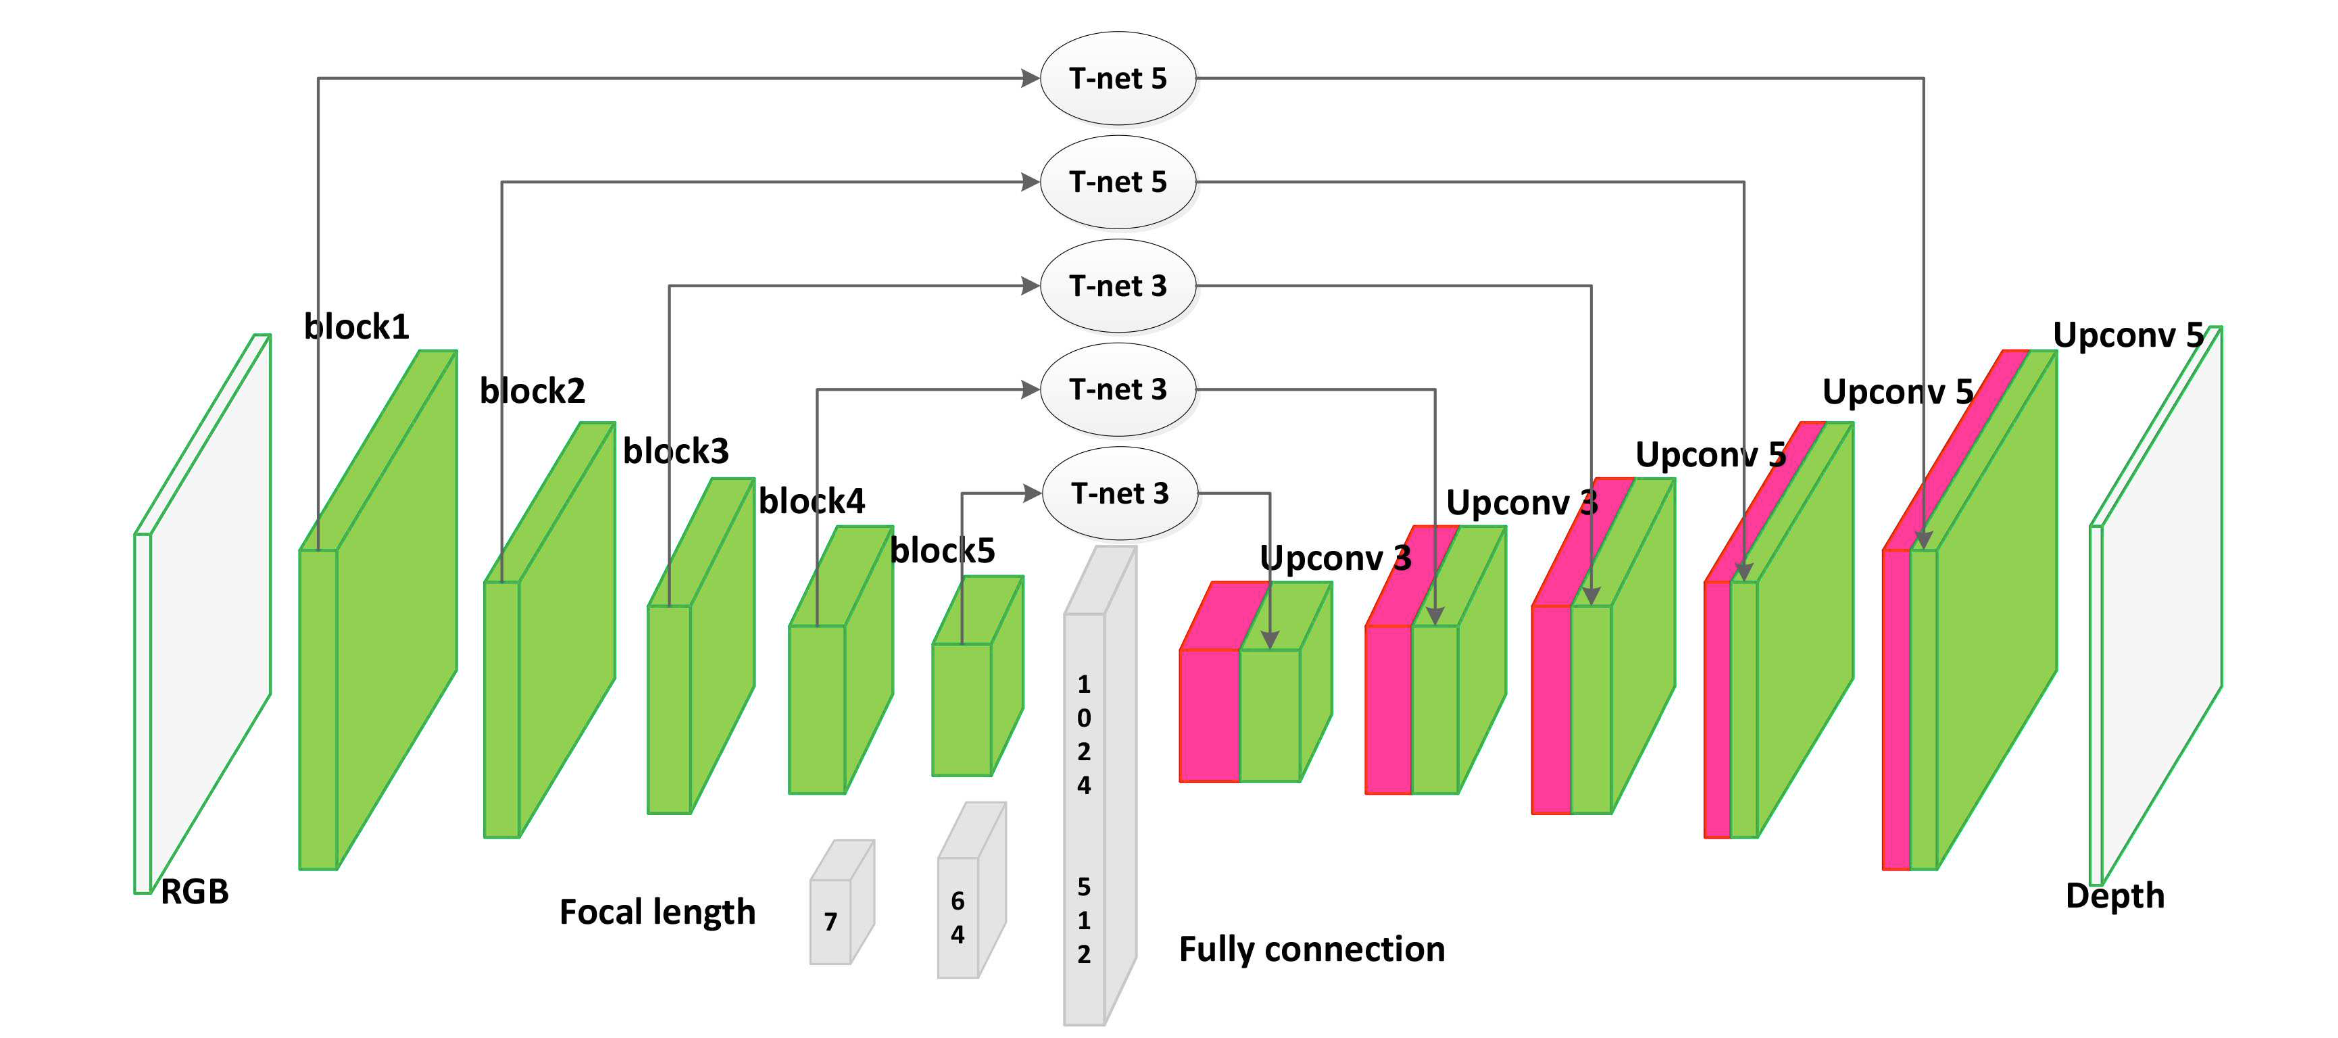 T-net 5
T-net 5
T-net 3
T-net 3
T-net 3
block1
block2
block3
block4
block5
Upconv 3
Upconv 3
Upconv 5
Upconv 5
Upconv 5
RGB
Focal length
7
64
1024
512
Fully connection
Depth